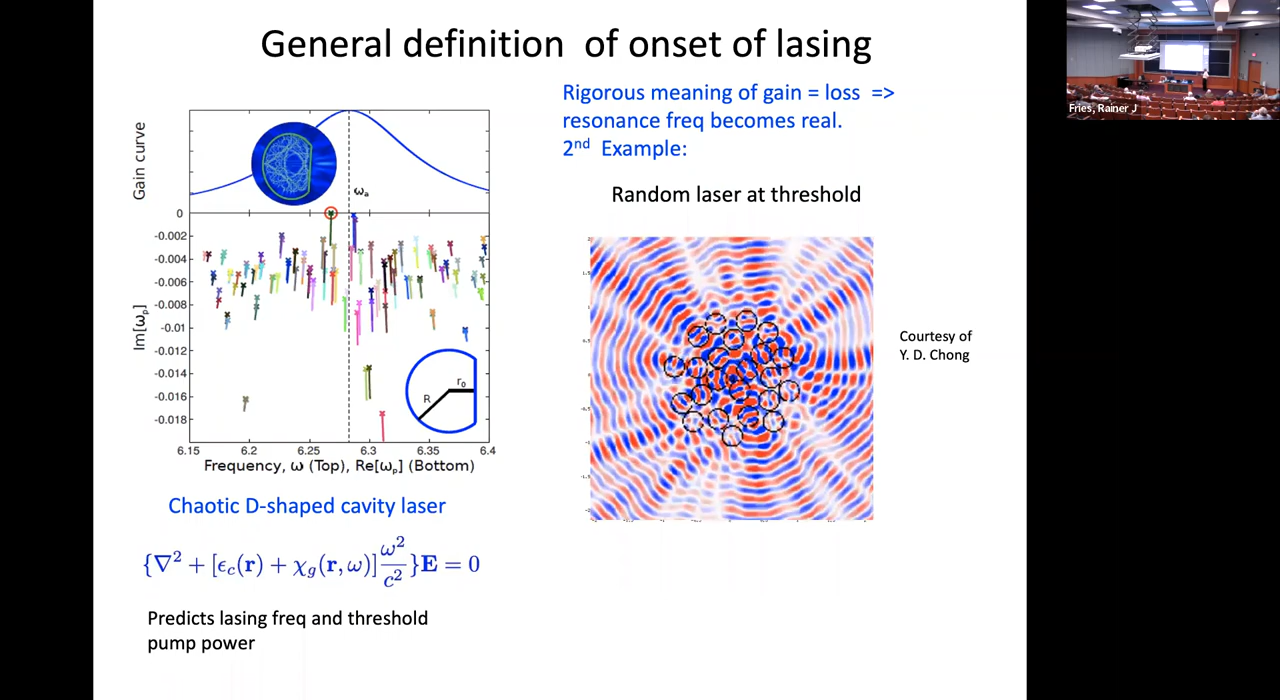 General definition of onset of lasing
Rigorous meaning of gain = loss =>
resonance freq becomes real.
2nd Example:
Random laser at threshold
Courtesy of
Y. D. Chong
Gain curve
ωa
0
-0.002
-0.004
-0.006
-0.008
-0.01
-0.012
-0.014
-0.016
-0.018
Im[ωp]
R
r0
6.15 6.2 6.25 6.3 6.35 6.4
Frequency, ω (Top), Re[ωp] (Bottom)
Chaotic D-shaped cavity laser
{∇² + [ϵc(r) + χg(r, ω)] ω²/c² }E = 0
Predicts lasing freq and threshold
pump power
Fries, Rainer J